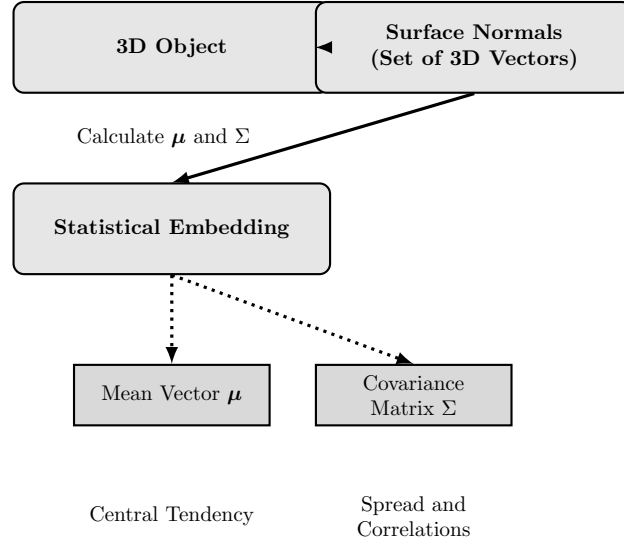 3D Object
Surface Normals
(Set of 3D Vectors)
Calculate μ and Σ
Statistical Embedding
Mean Vector μ
Covariance
Matrix Σ
Central Tendency
Spread and
Correlations